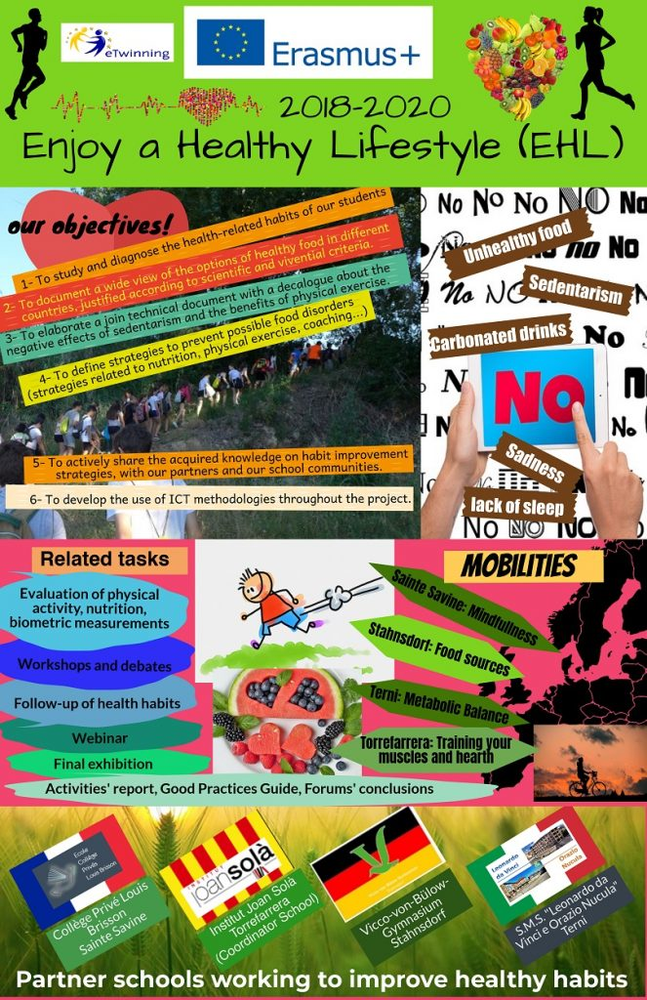 eTwinning
Erasmus+
2018-2020
Enjoy a Healthy Lifestyle (EHL)
our objectives!
1- To study and diagnose the health-related habits of our students
2- To document a wide view of the options of healthy food in different
countries, justified according to scientific and vivential criteria.
3- To elaborate a join technical document with a decalogue about the
negative effects of sedentarism and the benefits of physical exercise.
4- To define strategies to prevent possible food disorders
(strategies related to nutrition, physical exercise, coaching...)
5- To actively share the acquired knowledge on habit improvement
strategies, with our partners and our school communities.
6- To develop the use of ICT methodologies throughout the project.
No No No No No
Unhealthy food
Sedentarism
Carbonated drinks
No
Sadness
lack of sleep
Related tasks
Evaluation of physical
activity, nutrition,
biometric measurements
Workshops and debates
Follow-up of health habits
Webinar
Final exhibition
Activities' report, Good Practices Guide, Forums' conclusions
MOBILITIES
Sainte Savine: Mindfullness
Stahnsdorf: Food sources
Terni: Metabolic Balance
Torrefarrera: Training your
muscles and hearth
Ecole
Collège
Privés
Louis Brisson
Collège Privé Louis
Brisson
Sainte Savine
INSTITUT
joansolà
Institut Joan Solà
Torrefarrera
(Coordinator School)
Vicco-von-Bülow-
Gymnasium
Stahnsdorf
Leonardo
da Vinci
Orazio
Nucula
S.M.S. "Leonardo da
Vinci e Orazio Nucula"
Terni
Partner schools working to improve healthy habits